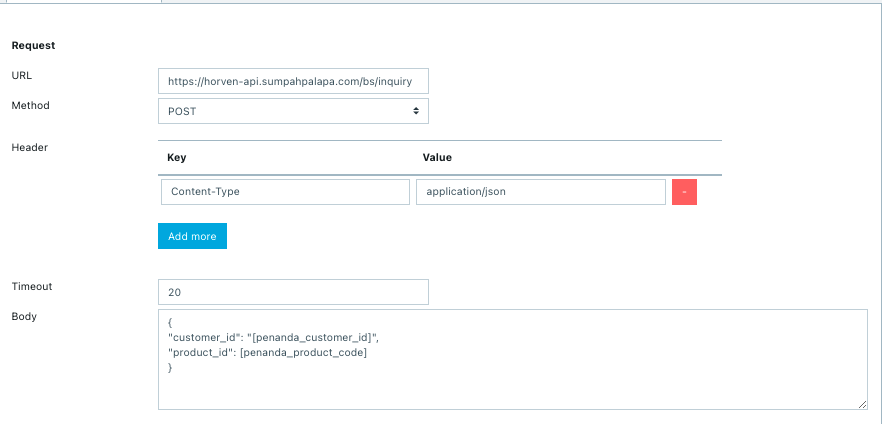 Request
URL
https://horven-api.sumpahpalapa.com/bs/inquiry
Method
POST
Header
Key Value
Content-Type application/json -
Add more
Timeout
20
Body
{
"customer_id": "[penanda_customer_id]",
"product_id": [penanda_product_code]
}